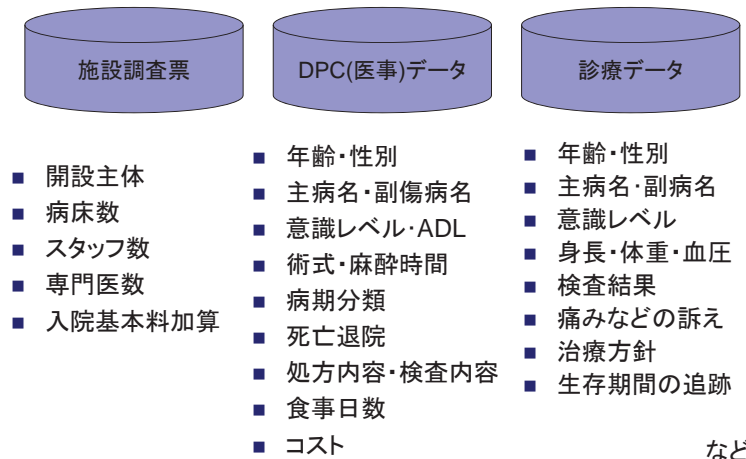 施設調査票
DPC(医事)データ
診療データ
■ 開設主体
■ 病床数
■ スタッフ数
■ 専門医数
■ 入院基本料加算
■ 年齢・性別
■ 主病名・副傷病名
■ 意識レベル・ADL
■ 術式・麻酔時間
■ 病期分類
■ 死亡退院
■ 処方内容・検査内容
■ 食事日数
■ コスト
■ 年齢・性別
■ 主病名・副病名
■ 意識レベル
■ 身長・体重・血圧
■ 検査結果
■ 痛みなどの訴え
■ 治療方針
■ 生存期間の追跡
など